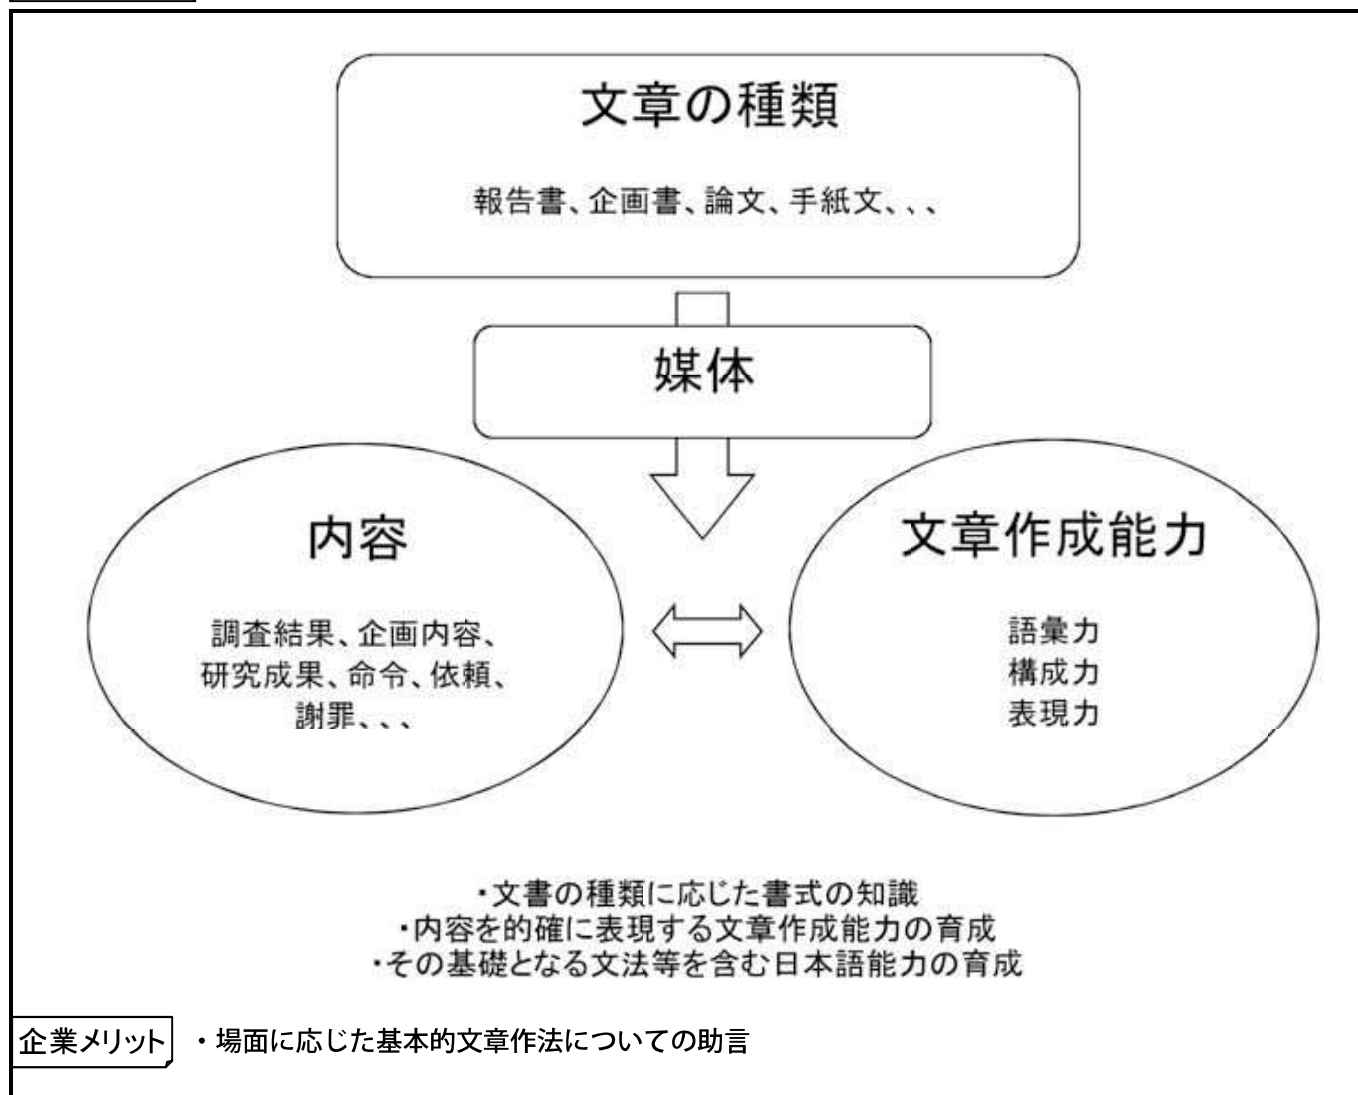 文章の種類
報告書、企画書、論文、手紙文、、、
媒体
内容
調査結果、企画内容、
研究成果、命令、依頼、
謝罪、、、
文章作成能力
語彙力
構成力
表現力
・文書の種類に応じた書式の知識
・内容を的確に表現する文章作成能力の育成
・その基礎となる文法等を含む日本語能力の育成
企業メリット ・場面に応じた基本的文章作法についての助言